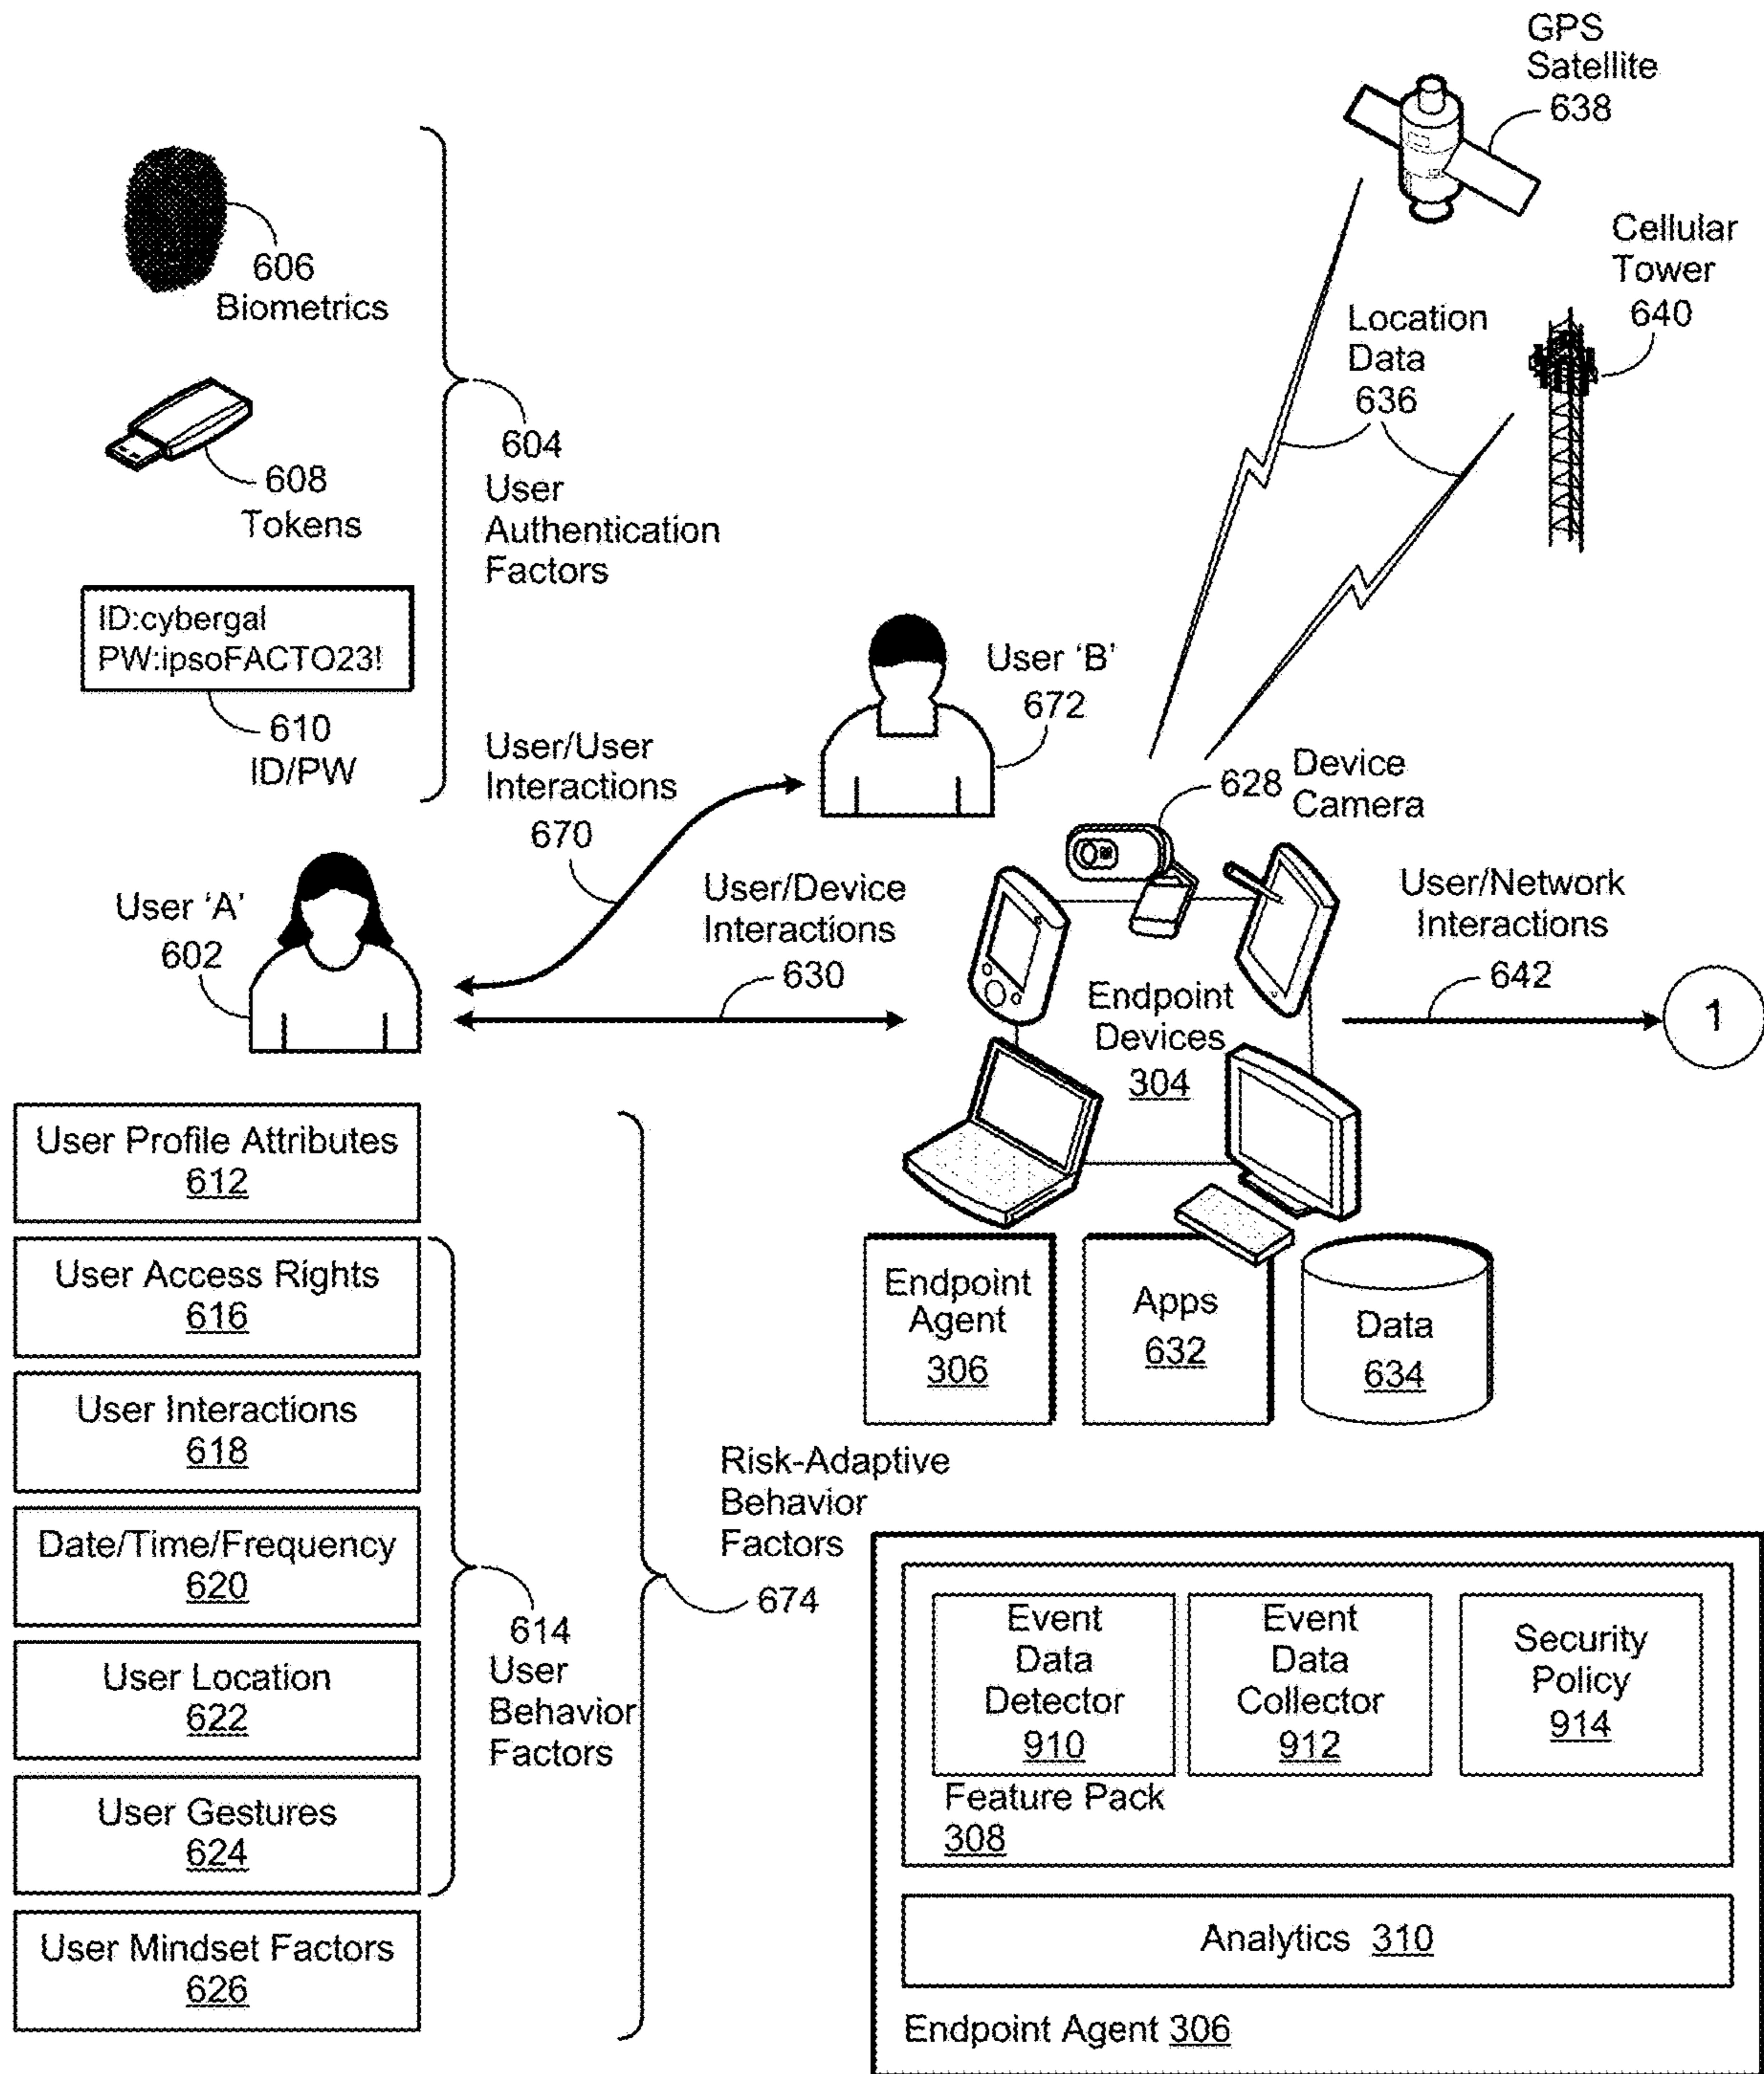 GPS
Satellite
638
Cellular
Tower
640
Location
Data
636
606
Biometrics
608
Tokens
604
User
Authentication
Factors
ID:cybergal
PW:ipsoFACTO23!
610
ID/PW
User/User
Interactions
670
User 'B'
672
628
Device
Camera
User 'A'
602
User/Device
Interactions
630
User/Network
Interactions
642
1
Endpoint
Devices
304
Endpoint
Agent
306
Apps
632
Data
634
User Profile Attributes
612
User Access Rights
616
User Interactions
618
Date/Time/Frequency
620
User Location
622
User Gestures
624
User Mindset Factors
626
614
User
Behavior
Factors
Risk-Adaptive
Behavior
Factors
674
Event
Data
Detector
910
Event
Data
Collector
912
Security
Policy
914
Feature Pack
308
Analytics 310
Endpoint Agent 306